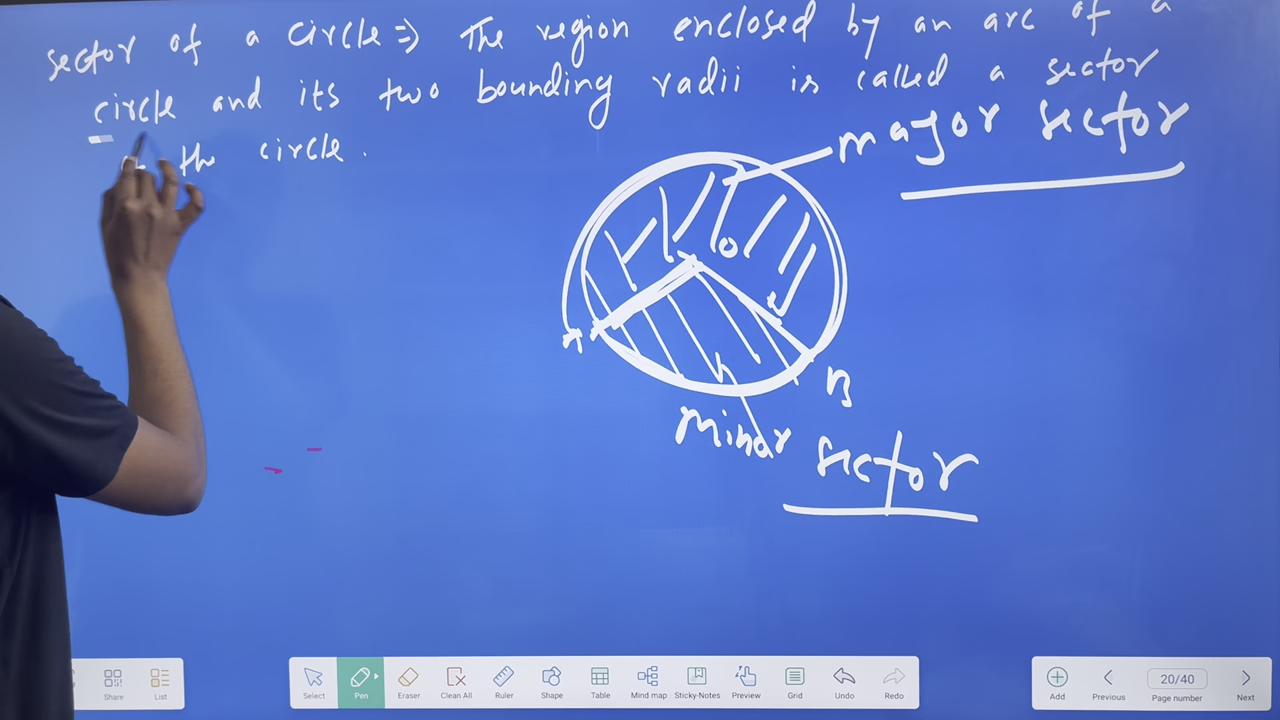 sector of a circle ⇒ The region enclosed by an arc of a
circle and its two bounding radii is called a sector
the circle.
major sector
O
A
B
Minor sector
Share
List
Select
Pen
Eraser
Clean All
Ruler
Shape
Table
Mind map
Sticky-Notes
Preview
Grid
Undo
Redo
Add
Previous
20/40
Page number
Next